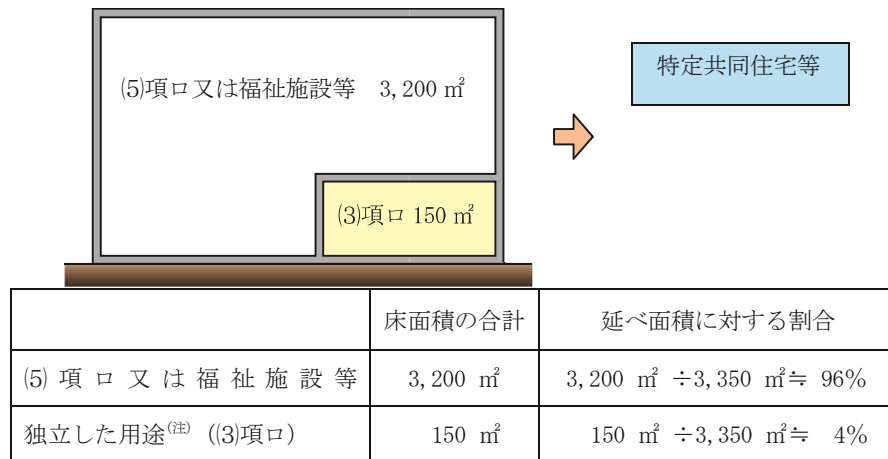 ⑸項ロ又は福祉施設等　3,200 ㎡
特定共同住宅等
⑶項ロ 150 ㎡
床面積の合計　延べ面積に対する割合
⑸ 項 ロ 又 は 福 祉 施 設 等　3,200 ㎡　3,200 ㎡ ÷3,350 ㎡≒ 96%
独立した用途(注)（⑶項ロ）　150 ㎡　150 ㎡ ÷3,350 ㎡≒ 4%